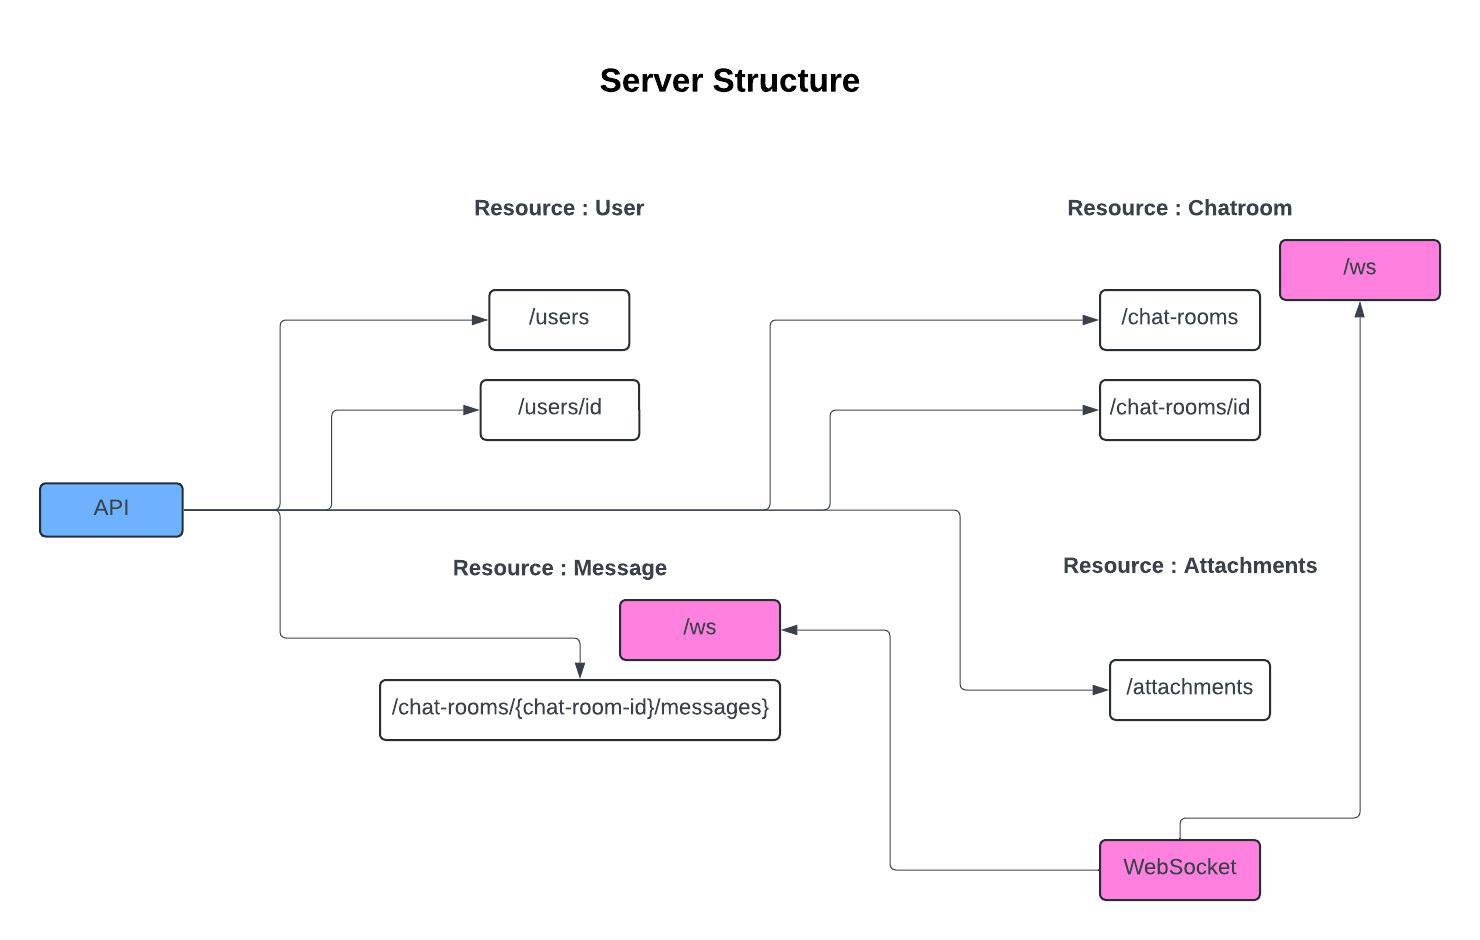 Server Structure
Resource : User
Resource : Chatroom
/ws
/users
/chat-rooms
/users/id
/chat-rooms/id
API
Resource : Message
Resource : Attachments
/ws
/chat-rooms/{chat-room-id}/messages}
/attachments
WebSocket